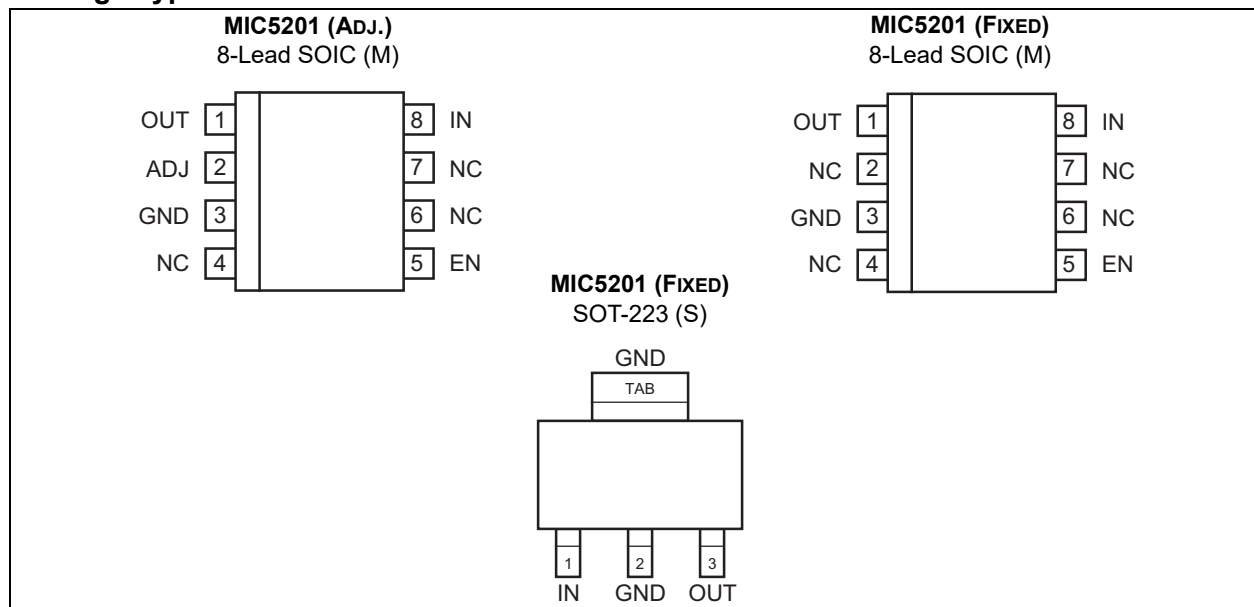 MIC5201 (ADJ.)
8-Lead SOIC (M)
OUT 1 8 IN
ADJ 2 7 NC
GND 3 6 NC
NC 4 5 EN
MIC5201 (FIXED)
8-Lead SOIC (M)
OUT 1 8 IN
NC 2 7 NC
GND 3 6 NC
NC 4 5 EN
MIC5201 (FIXED)
SOT-223 (S)
GND
TAB
1 2 3
IN GND OUT